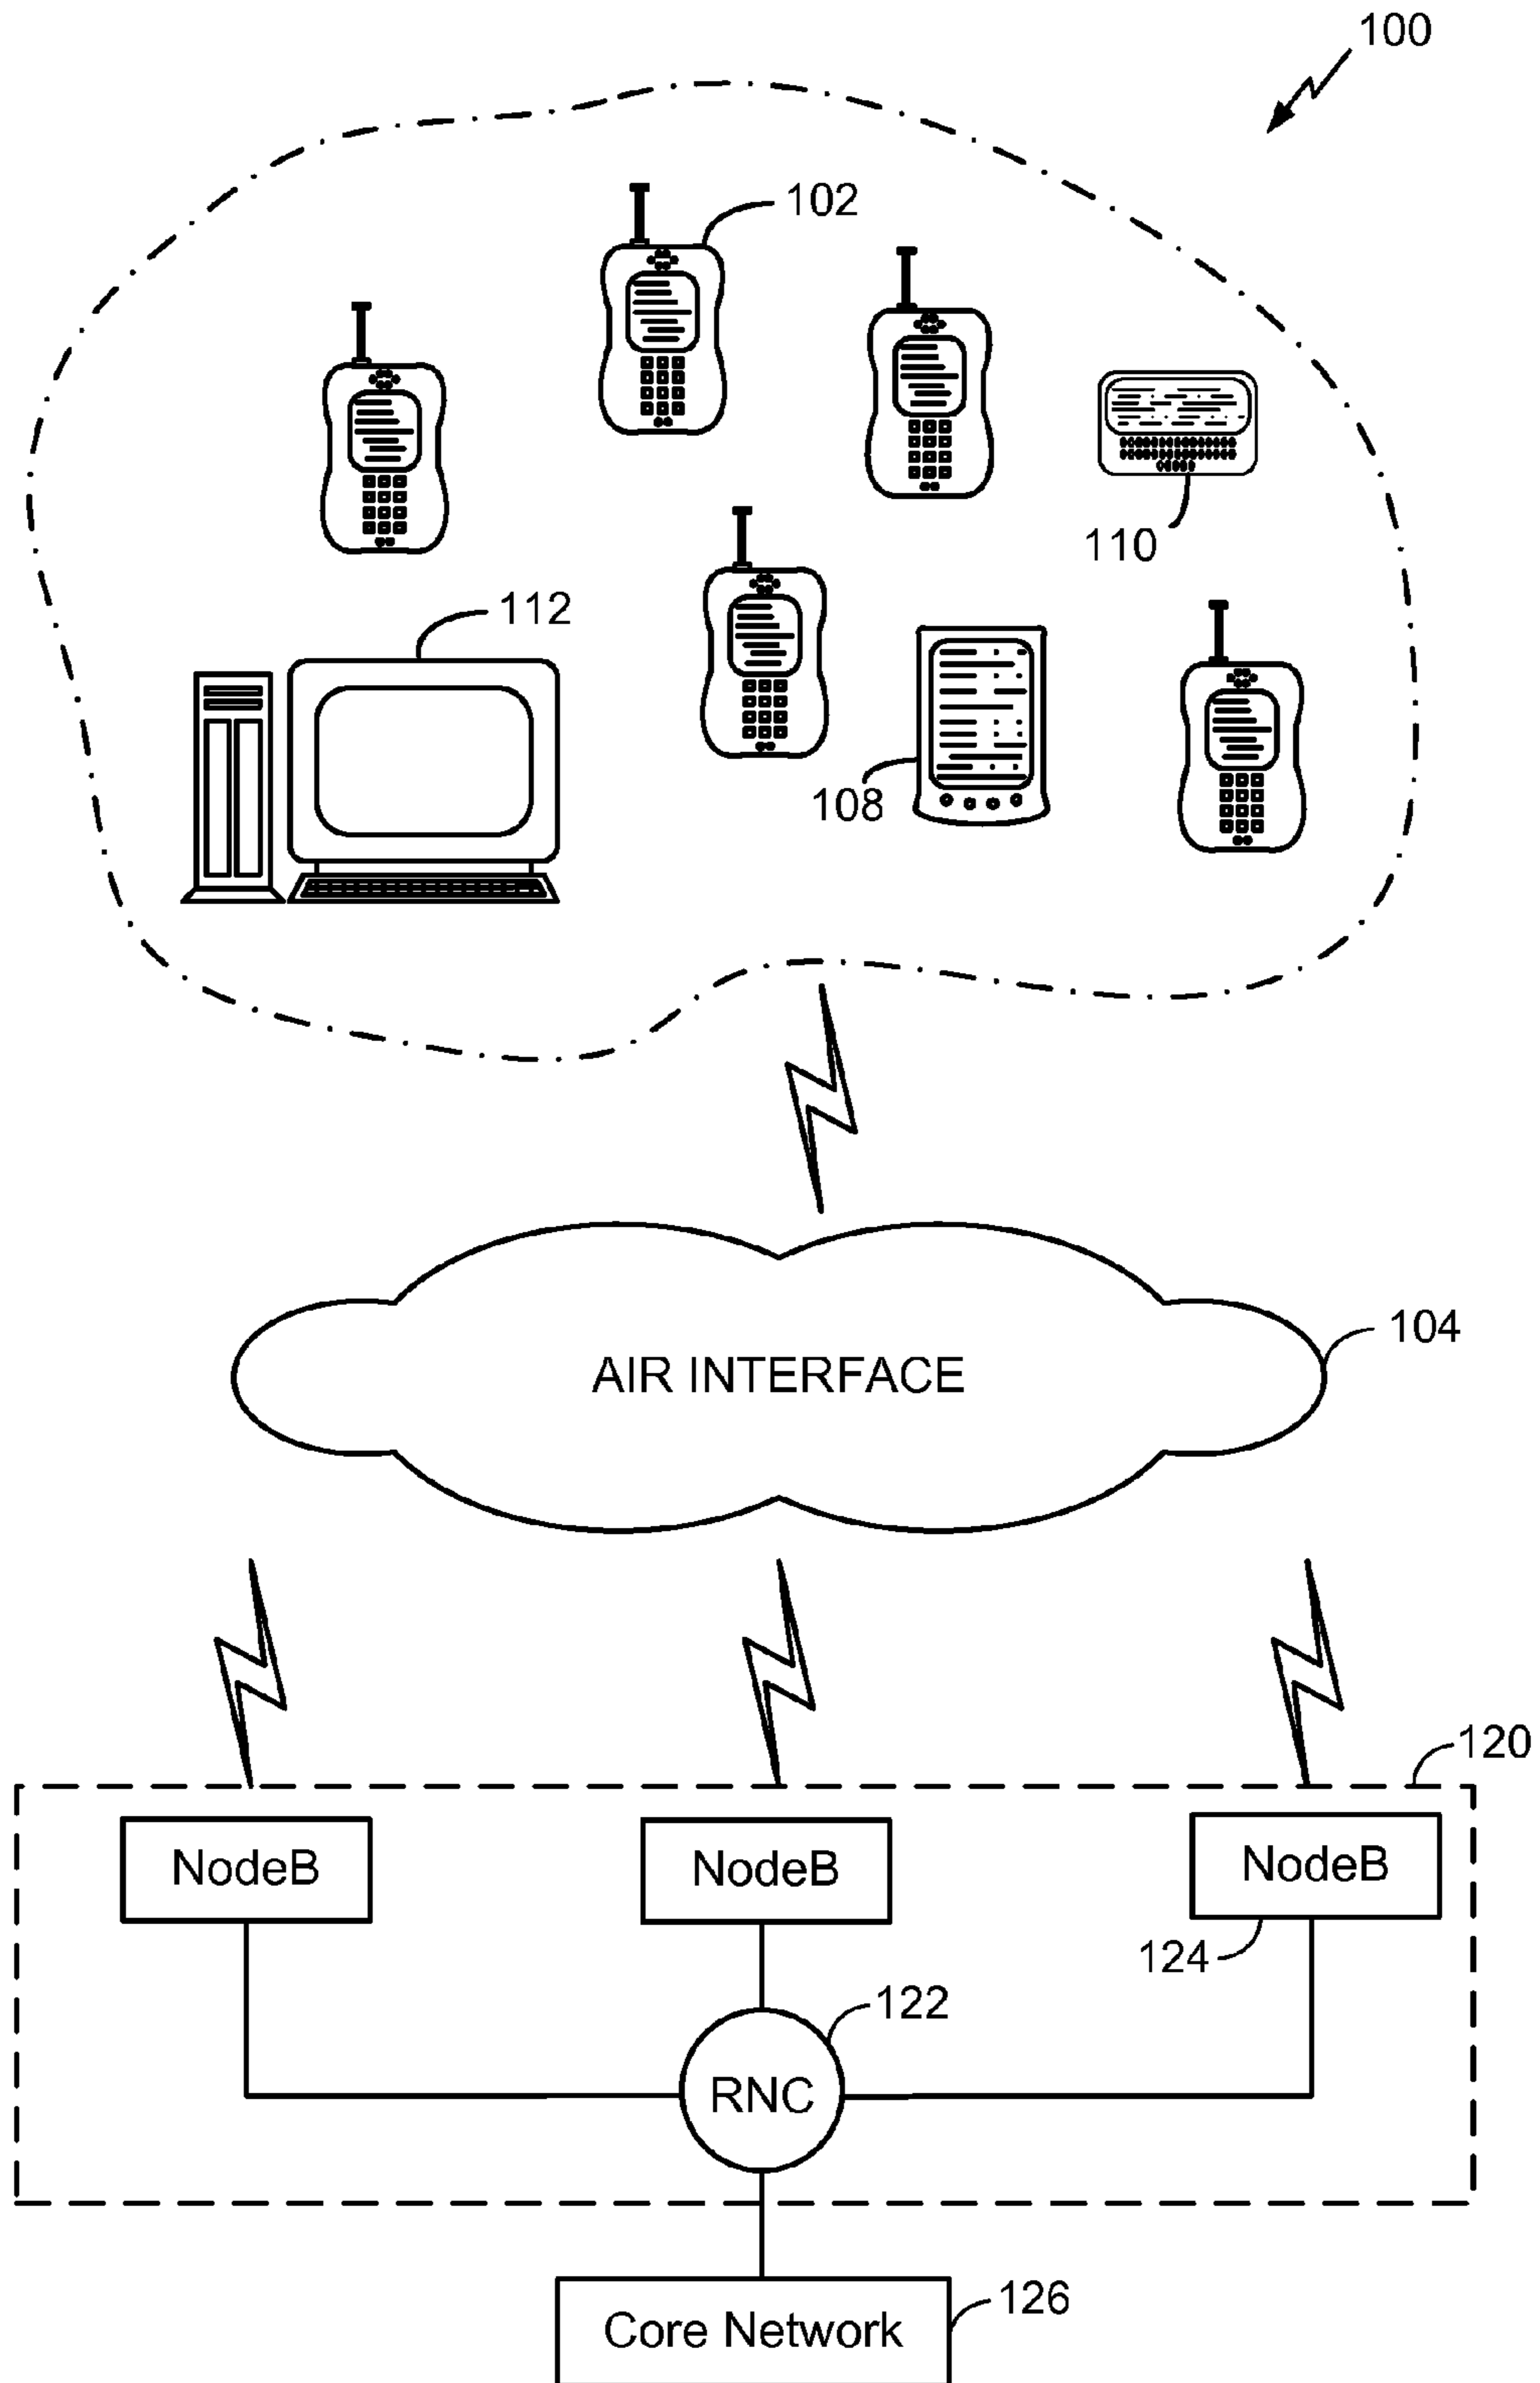 100
102
110
112
108
AIR INTERFACE
104
120
NodeB
NodeB
NodeB
124
122
RNC
126
Core Network